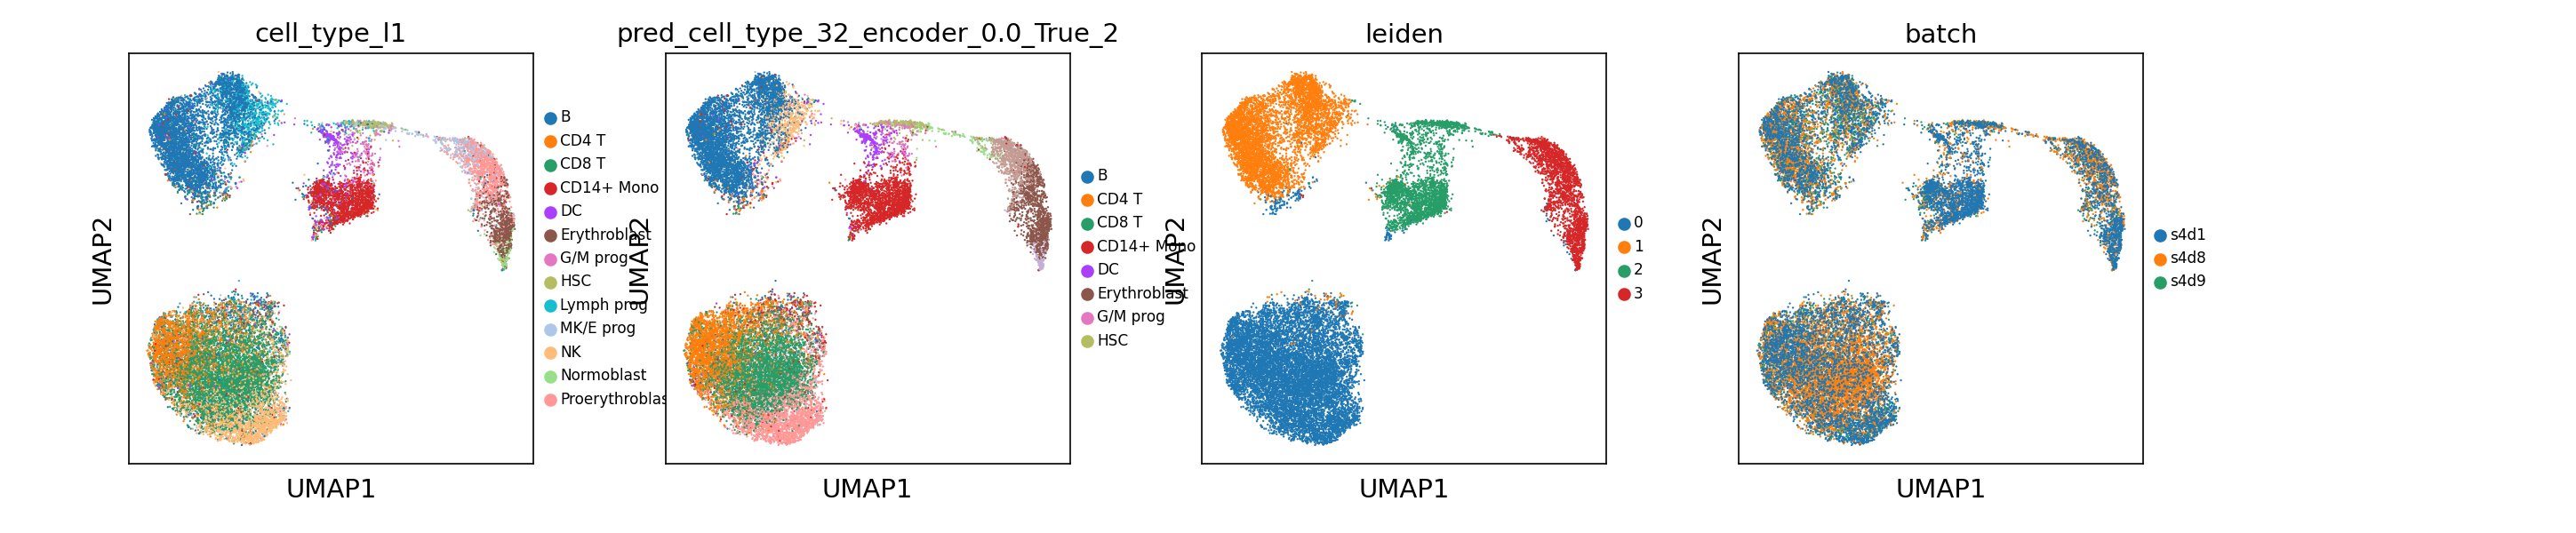 cell_type_l1
UMAP2
UMAP1
B
CD4 T
CD8 T
CD14+ Mono
DC
Erythroblast
G/M prog
HSC
Lymph prog
MK/E prog
NK
Normoblast
Proerythroblas
pred_cell_type_32_encoder_0.0_True_2
UMAP2
UMAP1
B
CD4 T
CD8 T
CD14+ Mono
DC
Erythroblast
G/M prog
HSC
leiden
UMAP2
UMAP1
0
1
2
3
batch
UMAP2
UMAP1
s4d1
s4d8
s4d9